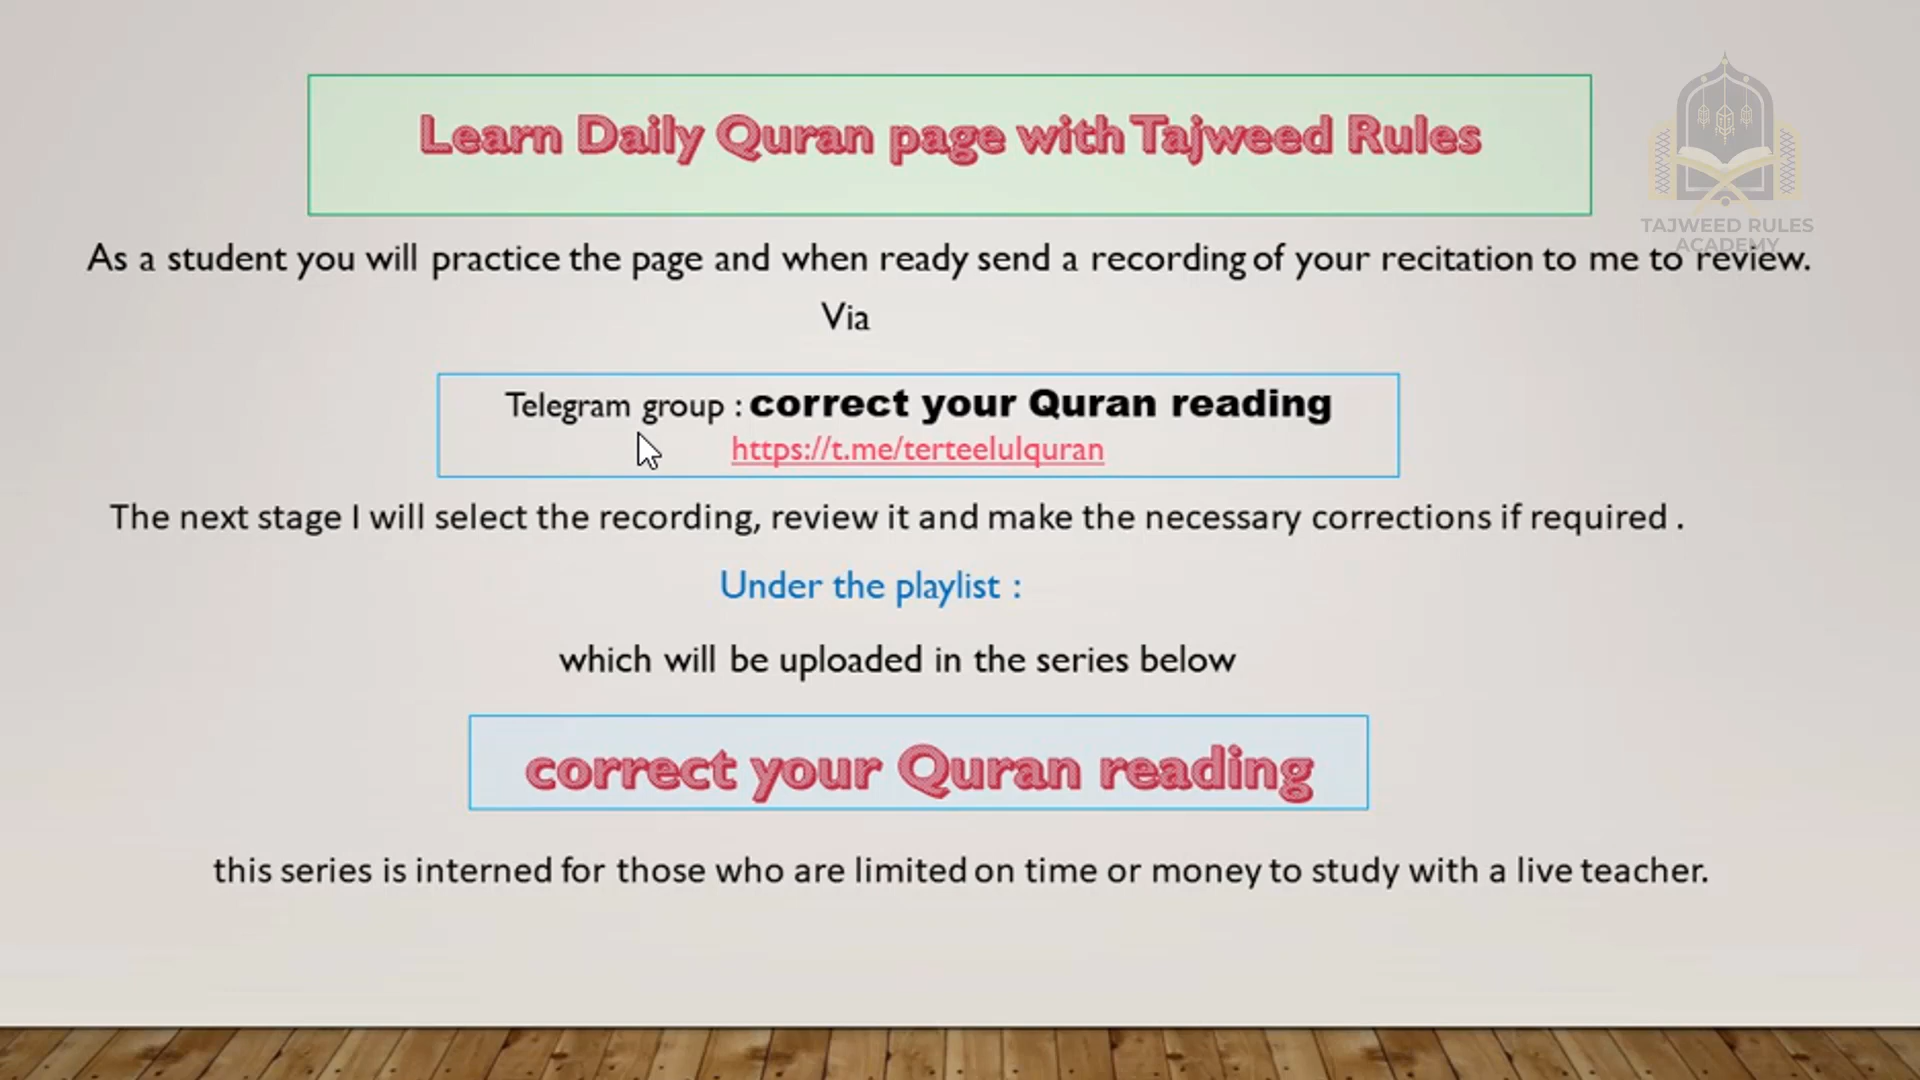 Learn Daily Quran page with Tajweed Rules
TAJWEED RULES
ACADEMY
As a student you will practice the page and when ready send a recording of your recitation to me to review.
Via
Telegram group : correct your Quran reading
https://t.me/terteelulquran
The next stage I will select the recording, review it and make the necessary corrections if required .
Under the playlist :
which will be uploaded in the series below
correct your Quran reading
this series is interned for those who are limited on time or money to study with a live teacher.